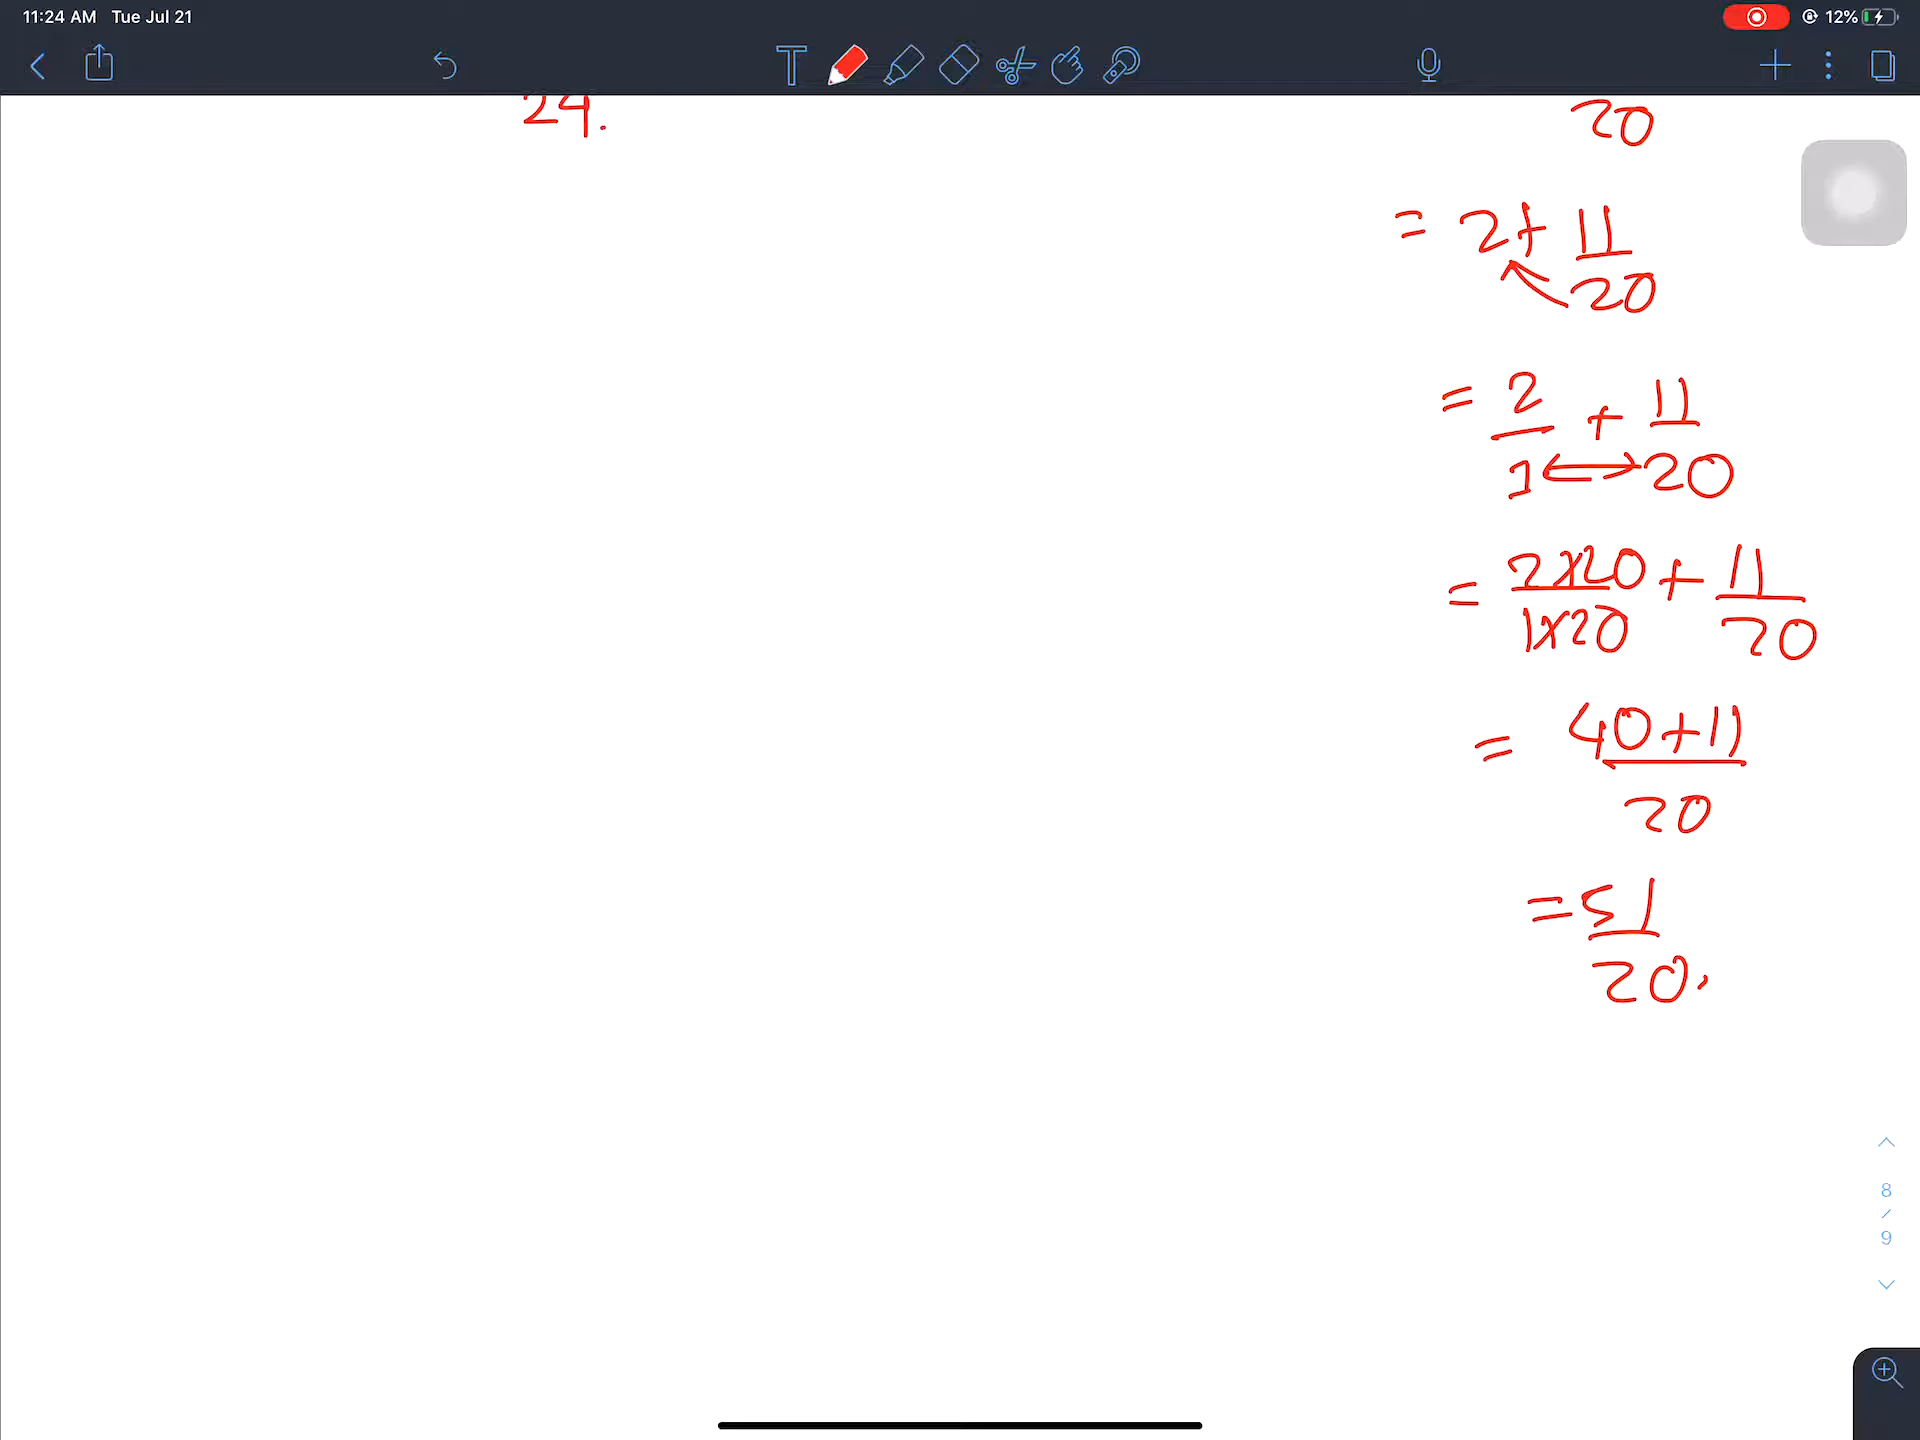 11:24 AM Tue Jul 21
12%
24.
20
= 2 + 11/20
= 2/1 + 11/20
= 2x20/1x20 + 11/20
= 40+11/20
= 51/20.
8
/
9